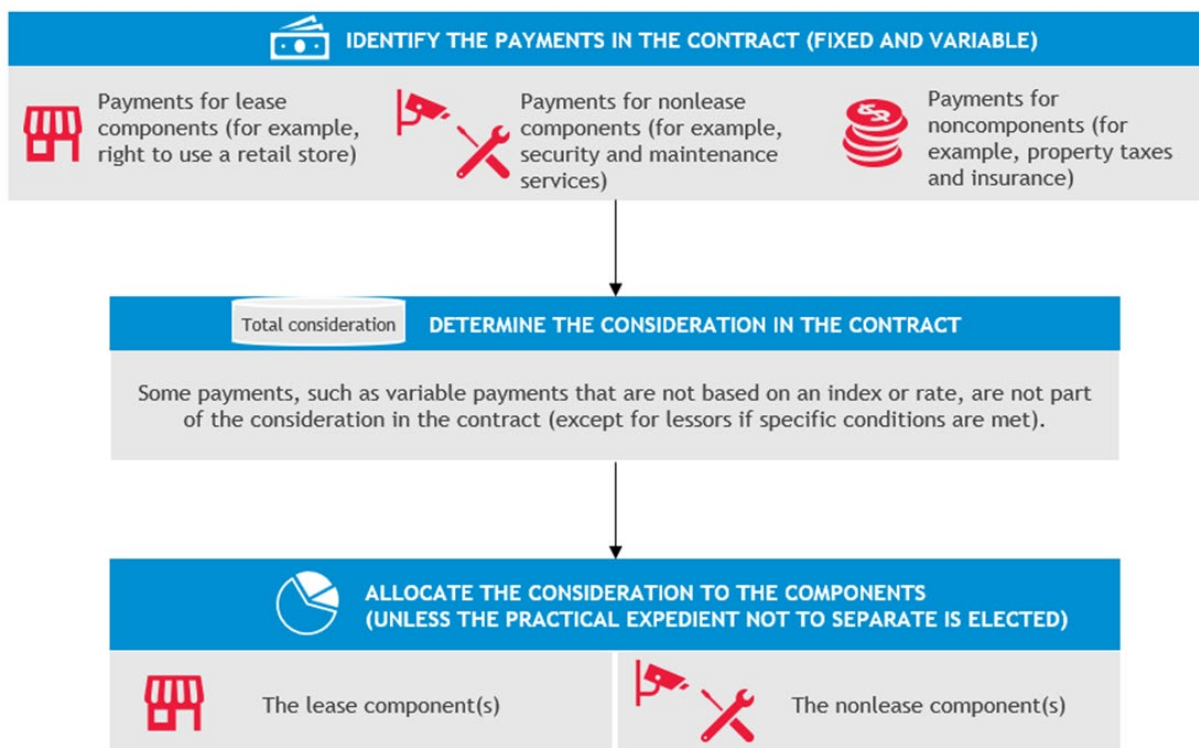 IDENTIFY THE PAYMENTS IN THE CONTRACT (FIXED AND VARIABLE)
Payments for lease
components (for example,
right to use a retail store)
Payments for nonlease
components (for example,
security and maintenance
services)
Payments for
noncomponents (for
example, property taxes
and insurance)
Total consideration
DETERMINE THE CONSIDERATION IN THE CONTRACT
Some payments, such as variable payments that are not based on an index or rate, are not part
of the consideration in the contract (except for lessors if specific conditions are met).
ALLOCATE THE CONSIDERATION TO THE COMPONENTS
(UNLESS THE PRACTICAL EXPEDIENT NOT TO SEPARATE IS ELECTED)
The lease component(s)
The nonlease component(s)